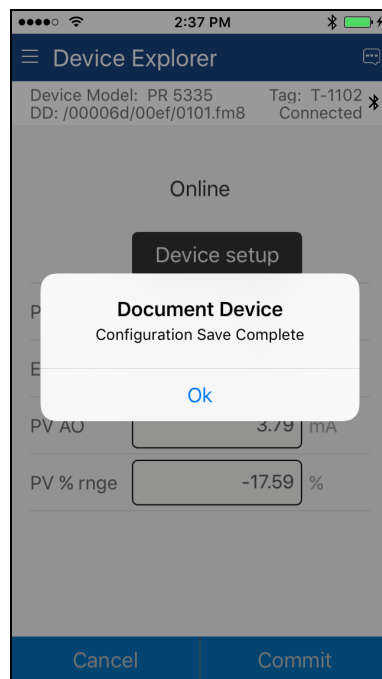 2:37 PM
Device Explorer
Device Model: PR 5335 Tag: T-1102
DD: /00006d/00ef/0101.fm8 Connected
Online
Device setup
Document Device
Configuration Save Complete
Ok
P
E
PV AO 3.79 mA
PV % rnge -17.59 %
Cancel Commit